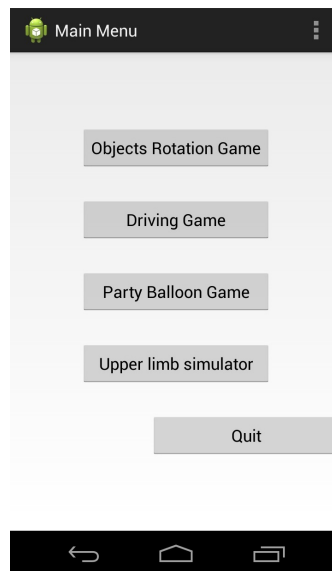 Main Menu
Objects Rotation Game
Driving Game
Party Balloon Game
Upper limb simulator
Quit